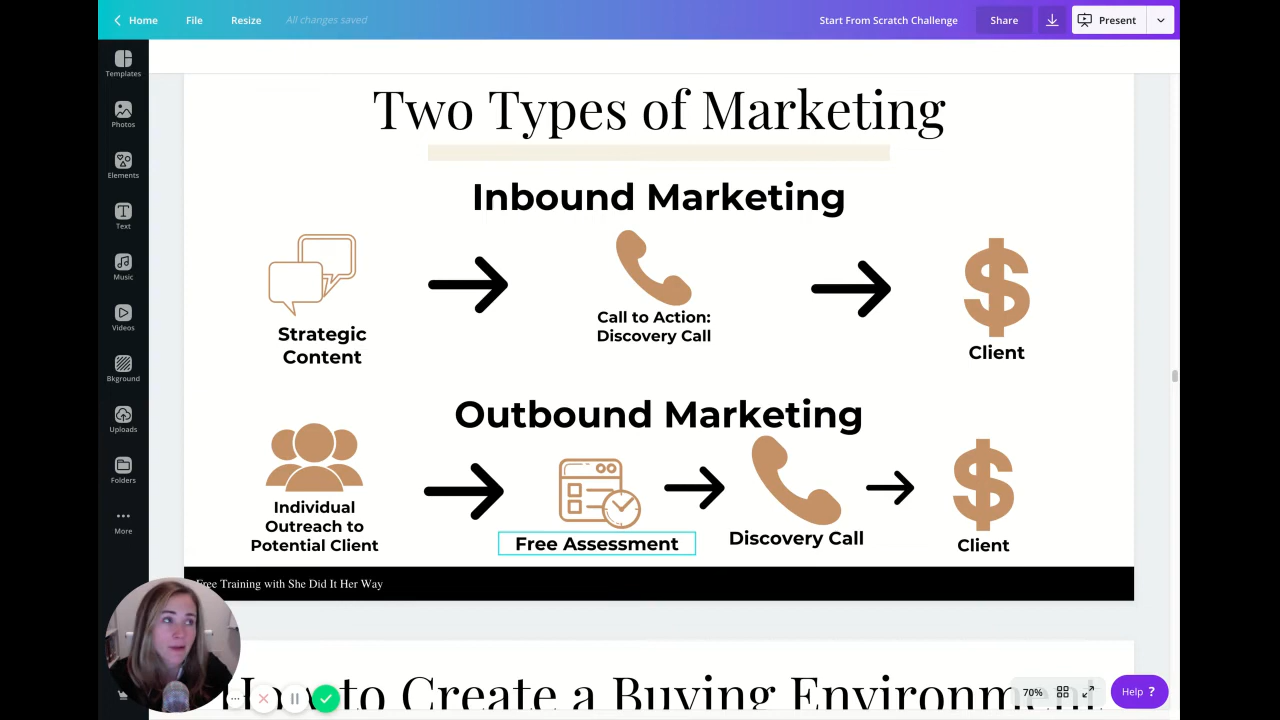 Home File Resize All changes saved Start From Scratch Challenge Share Present
Templates
Photos
Elements
Text
Music
Videos
Bkground
Uploads
Folders
More
Two Types of Marketing
Inbound Marketing
Strategic
Content
Call to Action:
Discovery Call
Client
Outbound Marketing
Individual
Outreach to
Potential Client
Free Assessment
Discovery Call
Client
Free Training with She Did It Her Way
How to Create a Buying Environment
70% Help ?